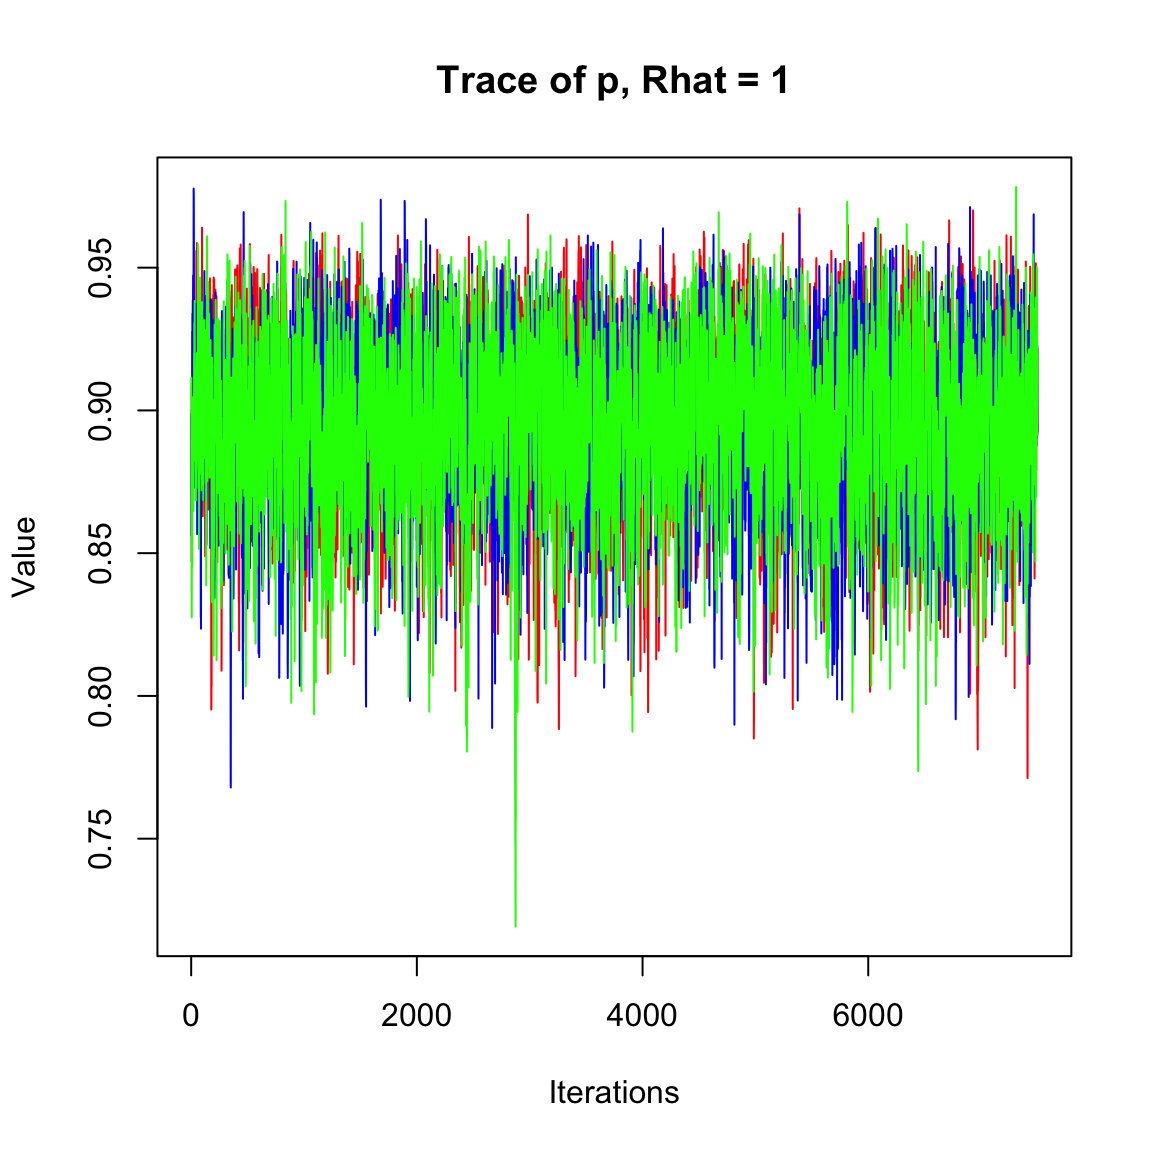 Trace of p, Rhat = 1
Value
0.95
0.90
0.85
0.80
0.75
0 2000 4000 6000
Iterations